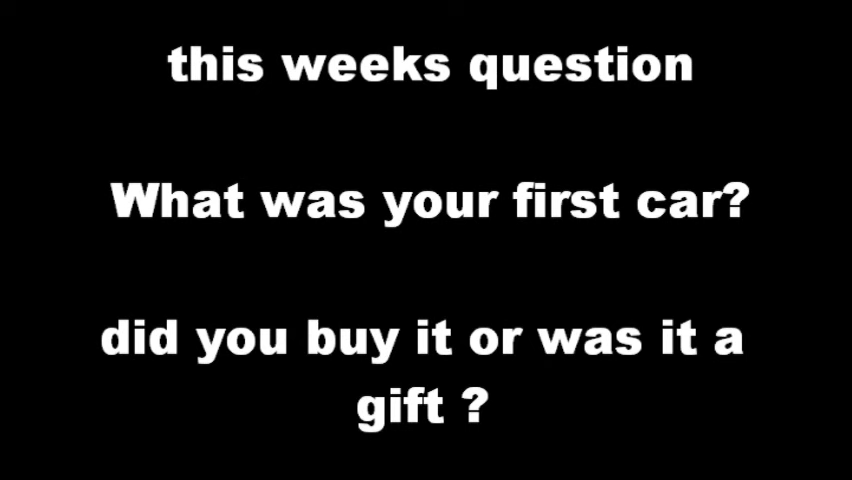 this weeks question
What was your first car?
did you buy it or was it a
gift ?